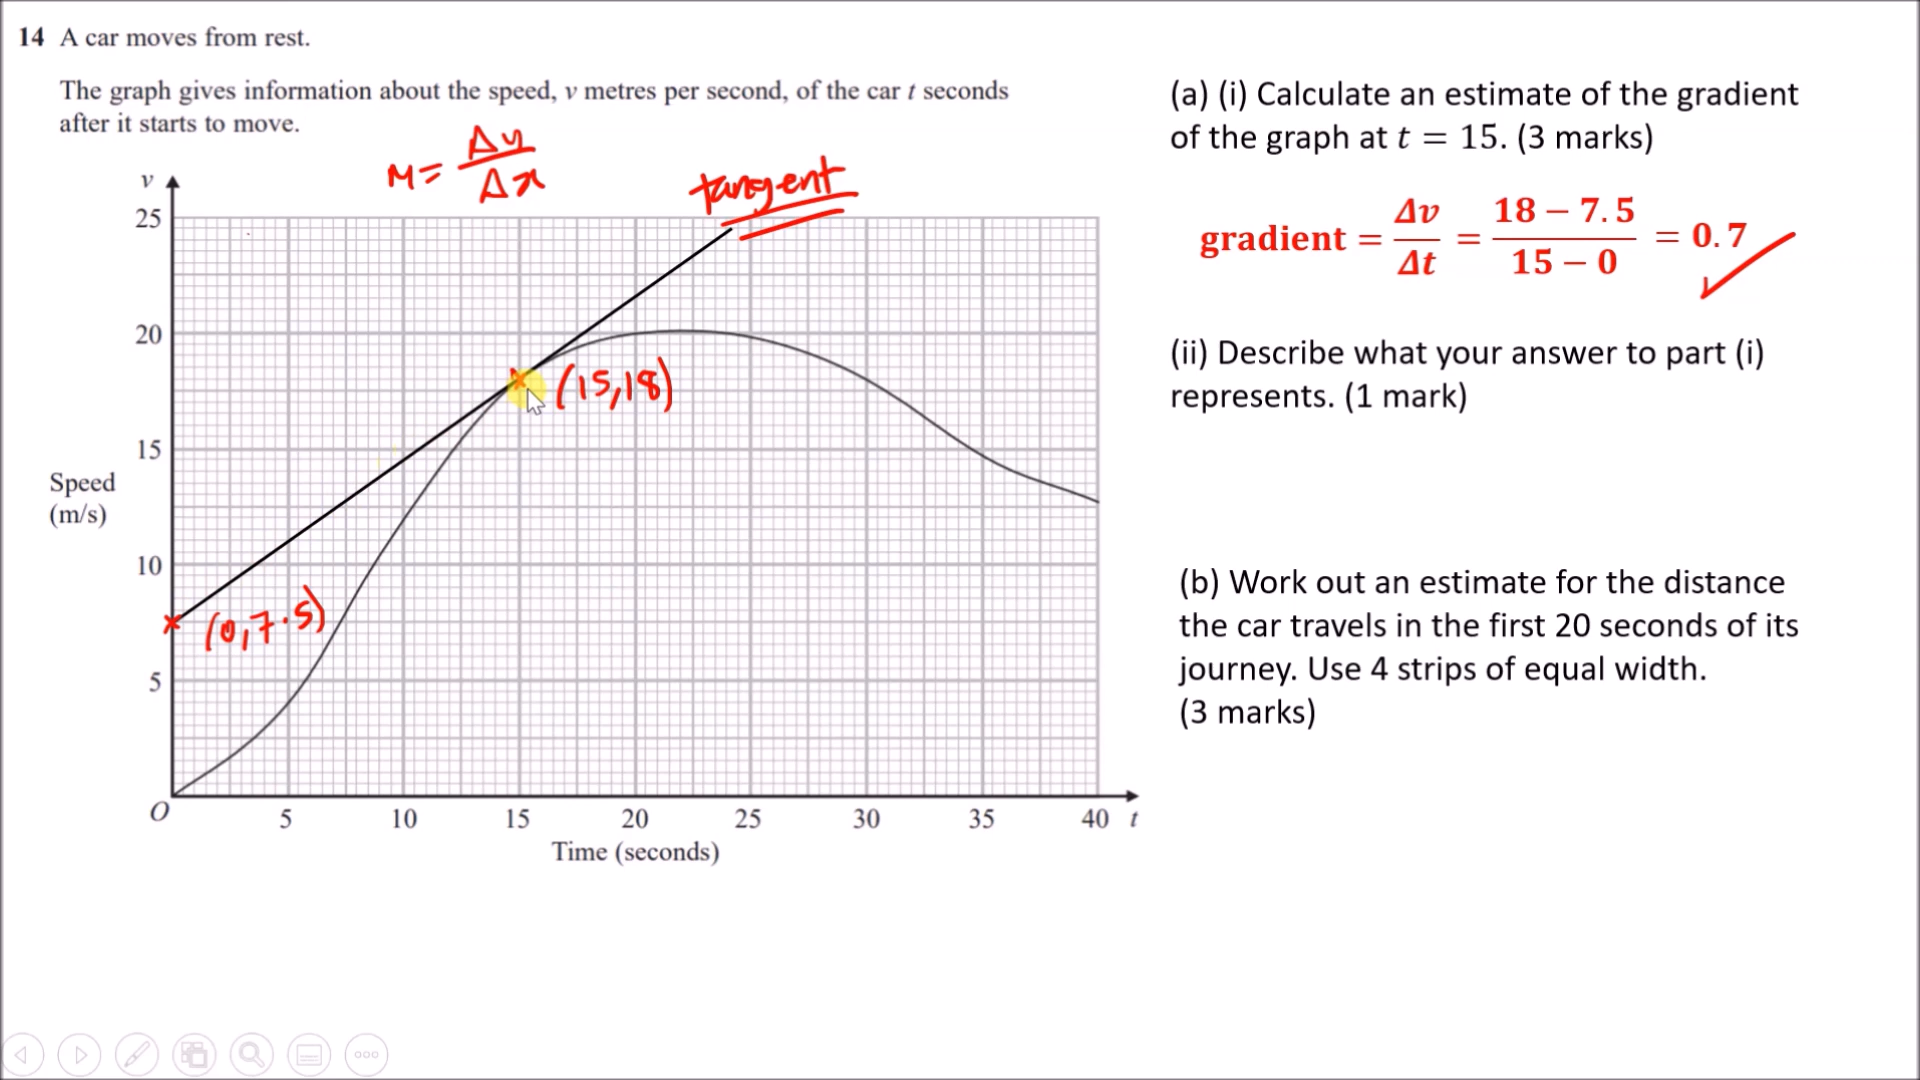 14 A car moves from rest.
The graph gives information about the speed, v metres per second, of the car t seconds
after it starts to move.
M = Δy/Δx
tangent
v
25
20
15
10
5
O
5 10 15 20 25 30 35 40 t
Speed
(m/s)
Time (seconds)
(15,18)
(0,7.5)
(a) (i) Calculate an estimate of the gradient
of the graph at t = 15. (3 marks)
gradient = Δv/Δt = 18 − 7.5/15 − 0 = 0.7
(ii) Describe what your answer to part (i)
represents. (1 mark)
(b) Work out an estimate for the distance
the car travels in the first 20 seconds of its
journey. Use 4 strips of equal width.
(3 marks)